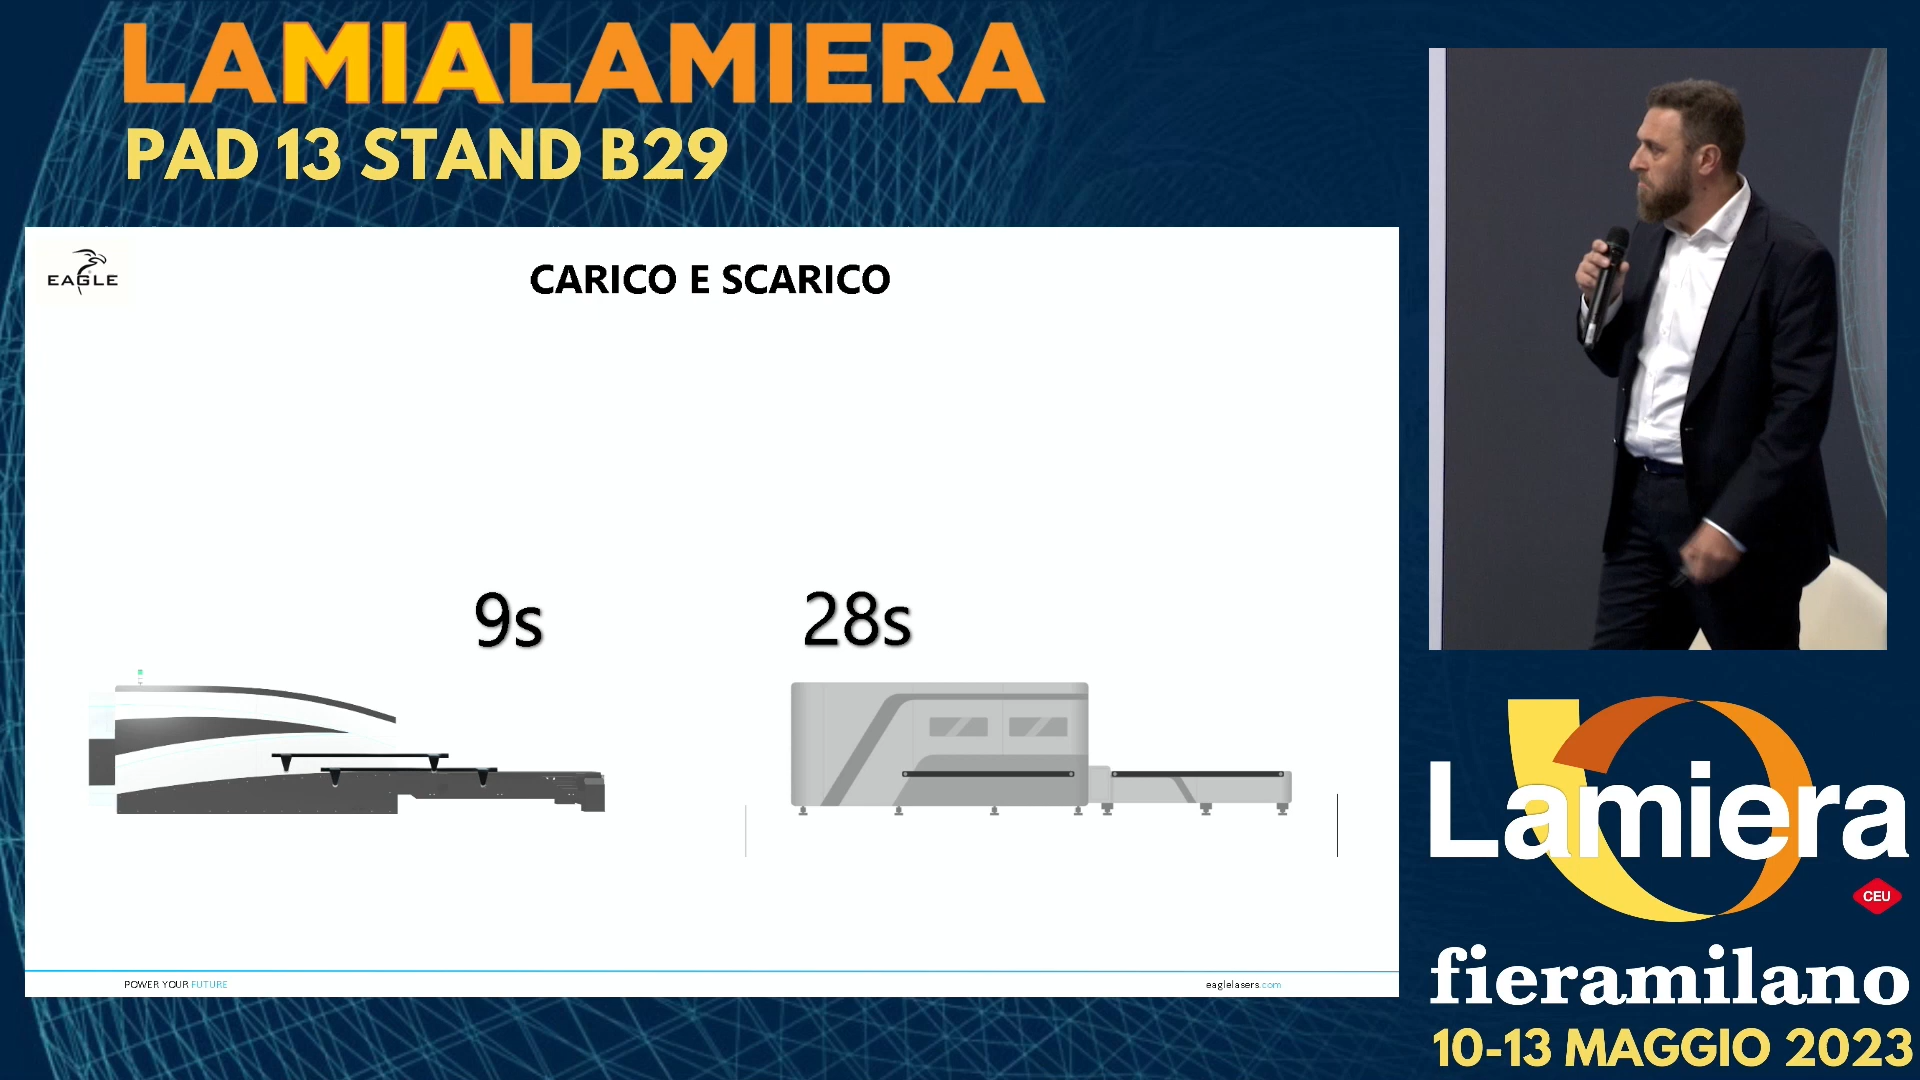 LAMIALAMIERA
PAD 13 STAND B29
EAGLE
CARICO E SCARICO
9s
28s
POWER YOUR FUTURE
eaglelasers.com
Lamiera
CEU
fieramilano
10-13 MAGGIO 2023